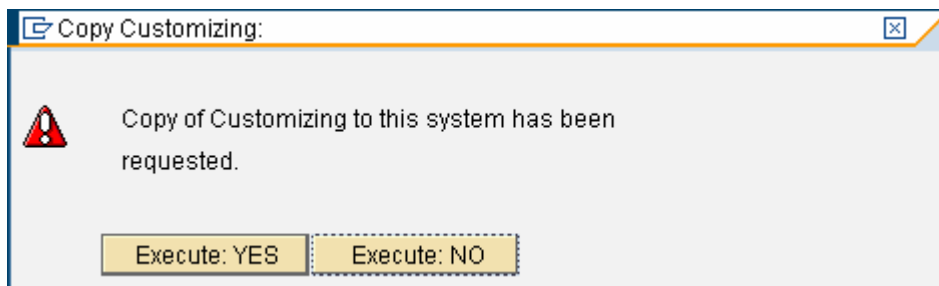 Copy Customizing:
Copy of Customizing to this system has been
requested.
Execute: YES
Execute: NO